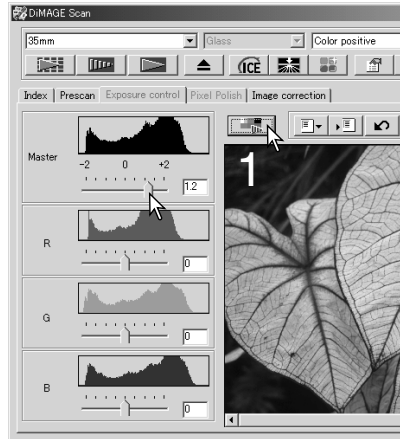 DiMAGE Scan
35mm Glass Color positive
ICE
Index Prescan Exposure control Pixel Polish Image correction
Master -2 0 +2
1.2
1
R 0
G 0
B 0